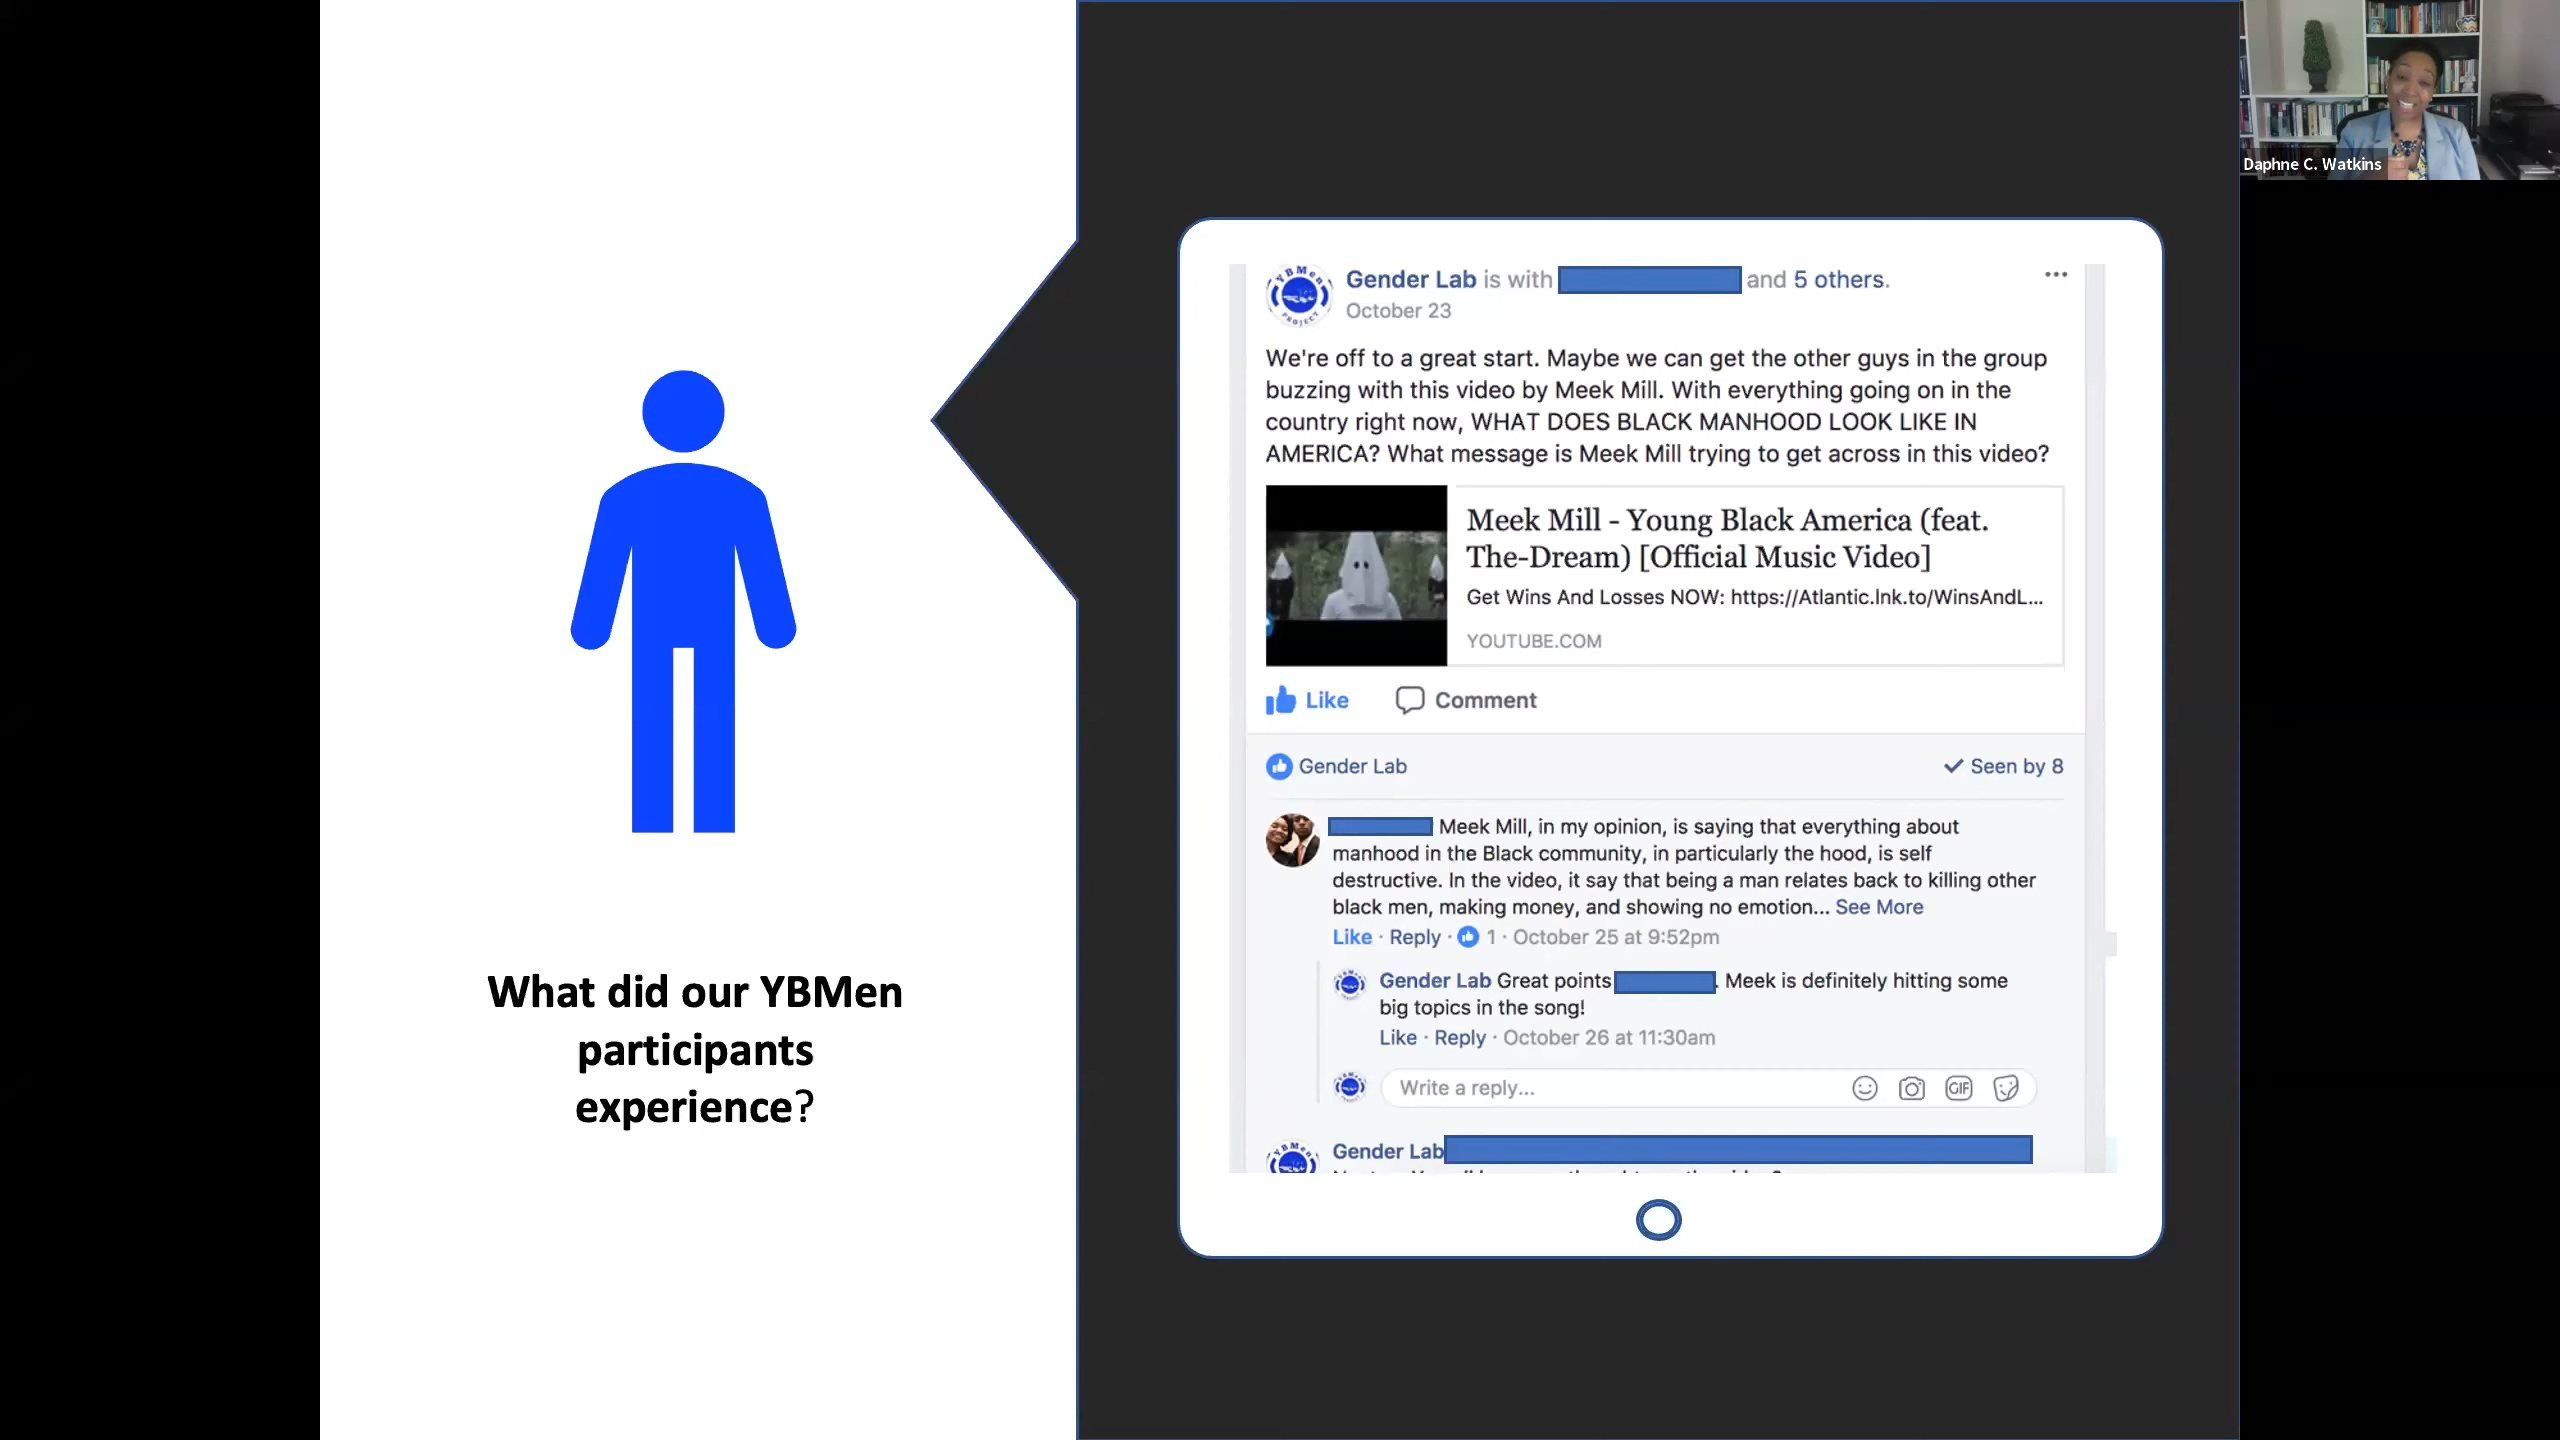 What did our YBMen
participants
experience?
Daphne C. Watkins
YBMen
PROJECT
Gender Lab is with
and 5 others.
October 23
We're off to a great start. Maybe we can get the other guys in the group
buzzing with this video by Meek Mill. With everything going on in the
country right now, WHAT DOES BLACK MANHOOD LOOK LIKE IN
AMERICA? What message is Meek Mill trying to get across in this video?
Meek Mill - Young Black America (feat.
The-Dream) [Official Music Video]
Get Wins And Losses NOW: https://Atlantic.lnk.to/WinsAndL...
YOUTUBE.COM
Like Comment
Gender Lab
Seen by 8
Meek Mill, in my opinion, is saying that everything about
manhood in the Black community, in particularly the hood, is self
destructive. In the video, it say that being a man relates back to killing other
black men, making money, and showing no emotion... See More
Like · Reply · 1 · October 25 at 9:52pm
Gender Lab Great points . Meek is definitely hitting some
big topics in the song!
Like · Reply · October 26 at 11:30am
Write a reply...
GIF
YBMen
Gender Lab